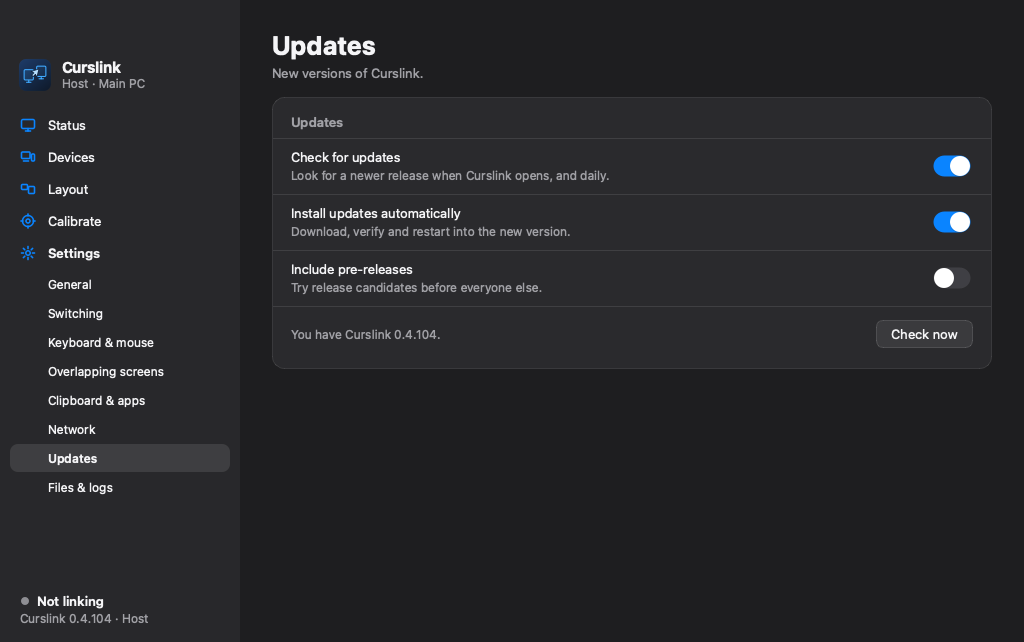 Curslink
Host · Main PC
Status
Devices
Layout
Calibrate
Settings
General
Switching
Keyboard & mouse
Overlapping screens
Clipboard & apps
Network
Updates
Files & logs
Not linking
Curslink 0.4.104 · Host
Updates
New versions of Curslink.
Updates
Check for updates
Look for a newer release when Curslink opens, and daily.
Install updates automatically
Download, verify and restart into the new version.
Include pre-releases
Try release candidates before everyone else.
You have Curslink 0.4.104.
Check now